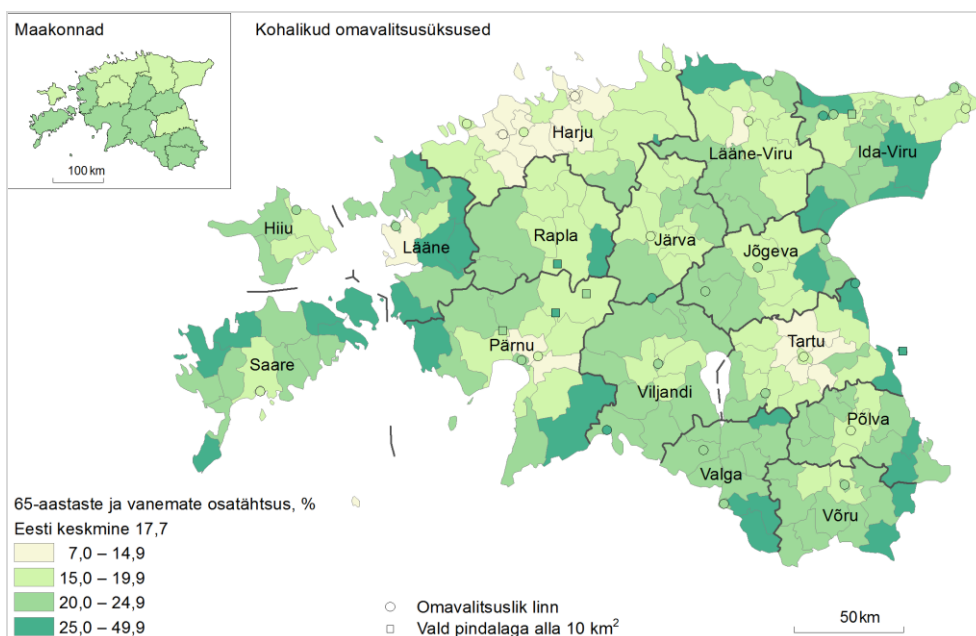 Maakonnad
Kohalikud omavalitsusüksused
100 km
Harju
Lääne-Viru
Ida-Viru
Hiiu
Lääne
Rapla
Järva
Jõgeva
Saare
Pärnu
Viljandi
Tartu
Põlva
Valga
Võru
65-aastaste ja vanemate osatähtsus, %
Eesti keskmine 17,7
7,0 – 14,9
15,0 – 19,9
20,0 – 24,9
25,0 – 49,9
Omavalitsuslik linn
Vald pindalaga alla 10 km²
50 km